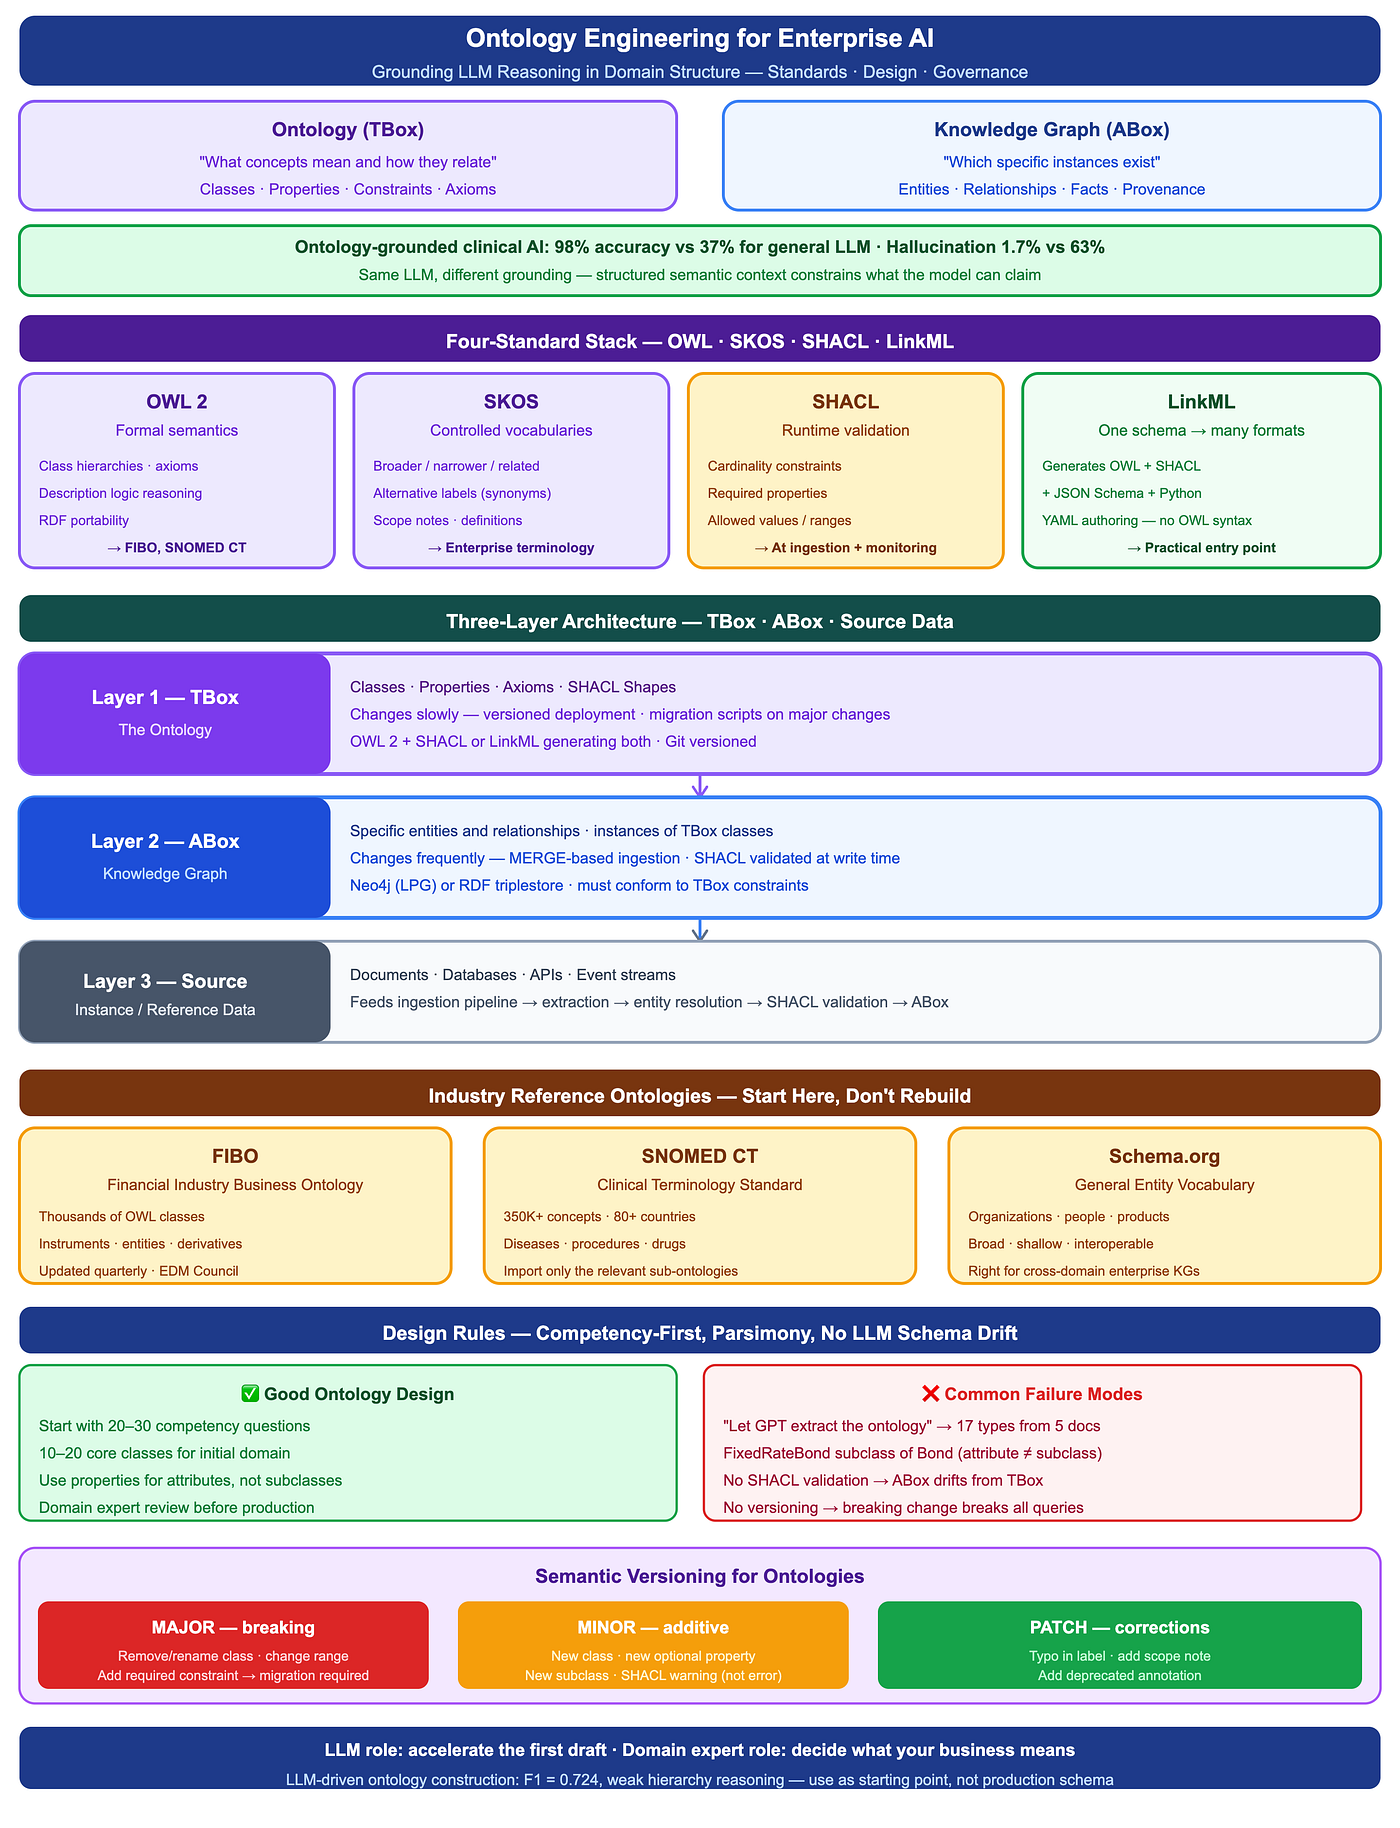 Ontology Engineering for Enterprise AI
Grounding LLM Reasoning in Domain Structure — Standards · Design · Governance
Ontology (TBox)
"What concepts mean and how they relate"
Classes · Properties · Constraints · Axioms
Knowledge Graph (ABox)
"Which specific instances exist"
Entities · Relationships · Facts · Provenance
Ontology-grounded clinical AI: 98% accuracy vs 37% for general LLM · Hallucination 1.7% vs 63%
Same LLM, different grounding — structured semantic context constrains what the model can claim
Four-Standard Stack — OWL · SKOS · SHACL · LinkML
OWL 2
Formal semantics
Class hierarchies · axioms
Description logic reasoning
RDF portability
→ FIBO, SNOMED CT
SKOS
Controlled vocabularies
Broader / narrower / related
Alternative labels (synonyms)
Scope notes · definitions
→ Enterprise terminology
SHACL
Runtime validation
Cardinality constraints
Required properties
Allowed values / ranges
→ At ingestion + monitoring
LinkML
One schema → many formats
Generates OWL + SHACL
+ JSON Schema + Python
YAML authoring — no OWL syntax
→ Practical entry point
Three-Layer Architecture — TBox · ABox · Source Data
Layer 1 — TBox
The Ontology
Classes · Properties · Axioms · SHACL Shapes
Changes slowly — versioned deployment · migration scripts on major changes
OWL 2 + SHACL or LinkML generating both · Git versioned
Layer 2 — ABox
Knowledge Graph
Specific entities and relationships · instances of TBox classes
Changes frequently — MERGE-based ingestion · SHACL validated at write time
Neo4j (LPG) or RDF triplestore · must conform to TBox constraints
Layer 3 — Source
Instance / Reference Data
Documents · Databases · APIs · Event streams
Feeds ingestion pipeline → extraction → entity resolution → SHACL validation → ABox
Industry Reference Ontologies — Start Here, Don't Rebuild
FIBO
Financial Industry Business Ontology
Thousands of OWL classes
Instruments · entities · derivatives
Updated quarterly · EDM Council
SNOMED CT
Clinical Terminology Standard
350K+ concepts · 80+ countries
Diseases · procedures · drugs
Import only the relevant sub-ontologies
Schema.org
General Entity Vocabulary
Organizations · people · products
Broad · shallow · interoperable
Right for cross-domain enterprise KGs
Design Rules — Competency-First, Parsimony, No LLM Schema Drift
✅ Good Ontology Design
Start with 20–30 competency questions
10–20 core classes for initial domain
Use properties for attributes, not subclasses
Domain expert review before production
❌ Common Failure Modes
"Let GPT extract the ontology" → 17 types from 5 docs
FixedRateBond subclass of Bond (attribute ≠ subclass)
No SHACL validation → ABox drifts from TBox
No versioning → breaking change breaks all queries
Semantic Versioning for Ontologies
MAJOR — breaking
Remove/rename class · change range
Add required constraint → migration required
MINOR — additive
New class · new optional property
New subclass · SHACL warning (not error)
PATCH — corrections
Typo in label · add scope note
Add deprecated annotation
LLM role: accelerate the first draft · Domain expert role: decide what your business means
LLM-driven ontology construction: F1 = 0.724, weak hierarchy reasoning — use as starting point, not production schema